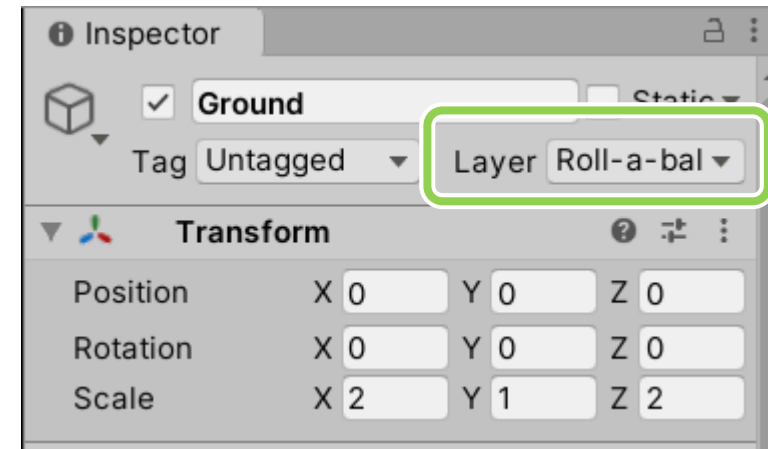 Inspector
Ground Static
Tag Untagged Layer Roll-a-bal
Transform
Position X 0 Y 0 Z 0
Rotation X 0 Y 0 Z 0
Scale X 2 Y 1 Z 2